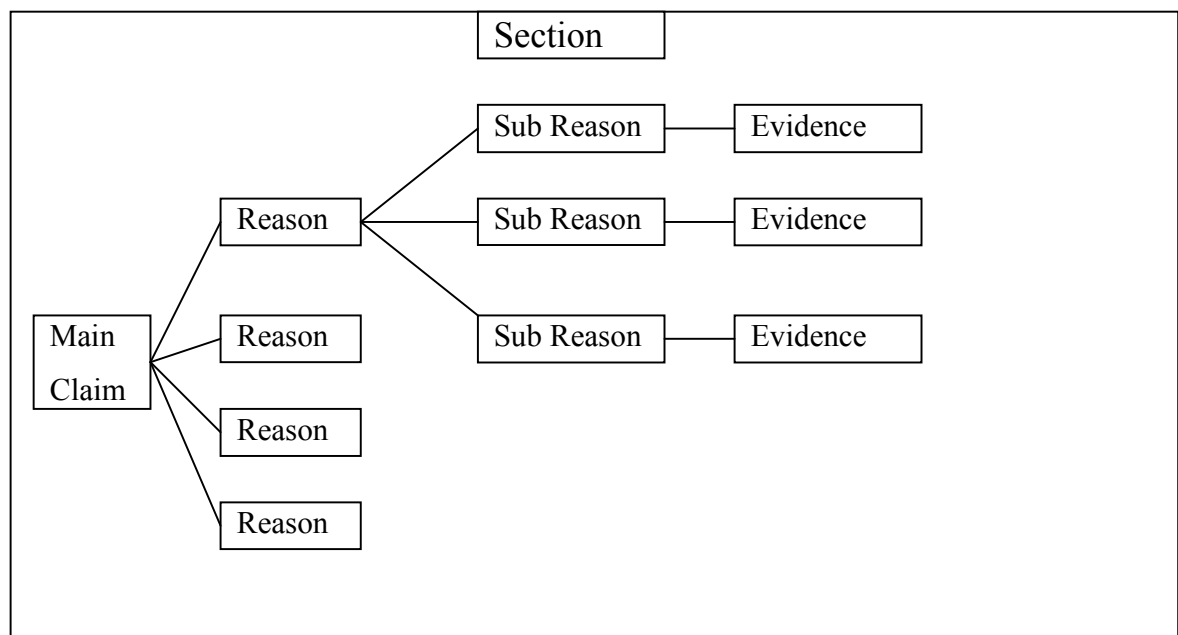 Section
Sub Reason
Evidence
Reason
Sub Reason
Evidence
Main
Claim
Reason
Sub Reason
Evidence
Reason
Reason